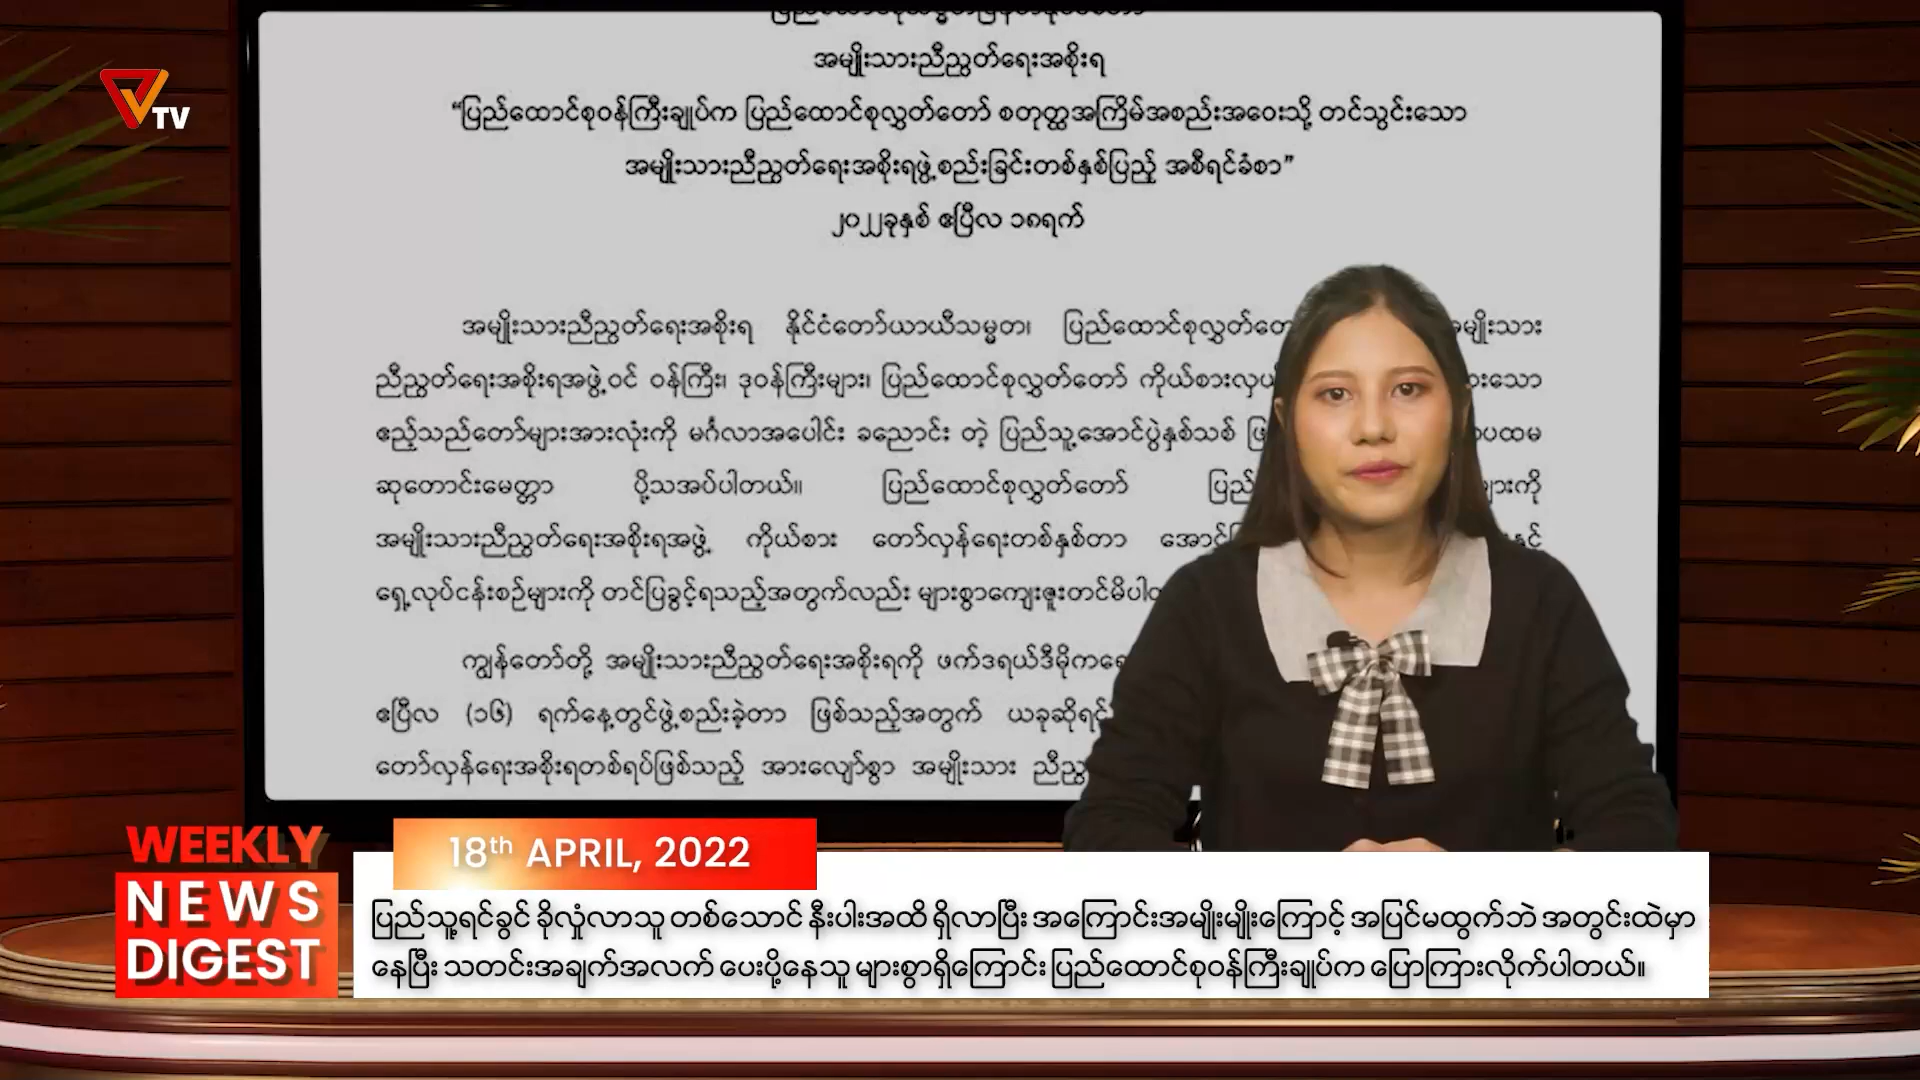 အမျိုးသားညီညွတ်ရေးအစိုးရ
“ပြည်ထောင်စုဝန်ကြီးချုပ်က ပြည်ထောင်စုလွှတ်တော် စတုတ္ထအကြိမ်အစည်းအဝေးသို့ တင်သွင်းသော
အမျိုးသားညီညွတ်ရေးအစိုးရဖွဲ့စည်းခြင်းတစ်နှစ်ပြည့် အစီရင်ခံစာ”
၂၀၂၂ခုနှစ် ဧပြီလ ၁၈ရက်
TV
အမျိုးသားညီညွတ်ရေးအစိုးရ နိုင်ငံတော်ယာယီသမ္မတ၊ ပြည်ထောင်စုလွှတ်တော် အမျိုးသား
ညီညွတ်ရေးအစိုးရအဖွဲ့ဝင် ဝန်ကြီး၊ ဒုဝန်ကြီးများ၊ ပြည်ထောင်စုလွှတ်တော်
ဧည့်သည်တော်များအားလုံးကို မင်္ဂလာအပေါင်း ခညောင်း တဲ့ ပြည်သူ့အောင်ပွဲနှစ်သစ်
ဆုတောင်းမေတ္တာ ပို့သအပ်ပါတယ်။ ပြည်ထောင်စုလွှတ်တော် များကို
အမျိုးသားညီညွတ်ရေးအစိုးရအဖွဲ့ ကိုယ်စား တော်လှန်ရေးတစ်နှစ်တာ
ရှေ့လုပ်ငန်းစဉ်များကို တင်ပြခွင့်ရသည့်အတွက်လည်း များစွာကျေးဇူးတင်မိပါ
ကျွန်တော်တို့ အမျိုးသားညီညွတ်ရေးအစိုးရကို
ဧပြီလ (၁၆) ရက်နေ့တွင်ဖွဲ့စည်းခဲ့တာ ဖြစ်သည့်အတွက် ယခုဆိုရင်
တော်လှန်ရေးအစိုးရတစ်ရပ်ဖြစ်သည့် အားလျော်စွာ အမျိုးသား
18th APRIL, 2022
WEEKLY
NEWS
DIGEST
ပြည်သူ့ရင်ခွင် ခိုလှုံလာသူ တစ်သောင် နီးပါးအထိ ရှိလာပြီး အကြောင်းအမျိုးမျိုးကြောင့် အပြင်မထွက်ဘဲ အတွင်းထဲမှာ
နေပြီး သတင်းအချက်အလက် ပေးပို့နေသူ များစွာရှိကြောင်း ပြည်ထောင်စုဝန်ကြီးချုပ်က ပြောကြားလိုက်ပါတယ်။